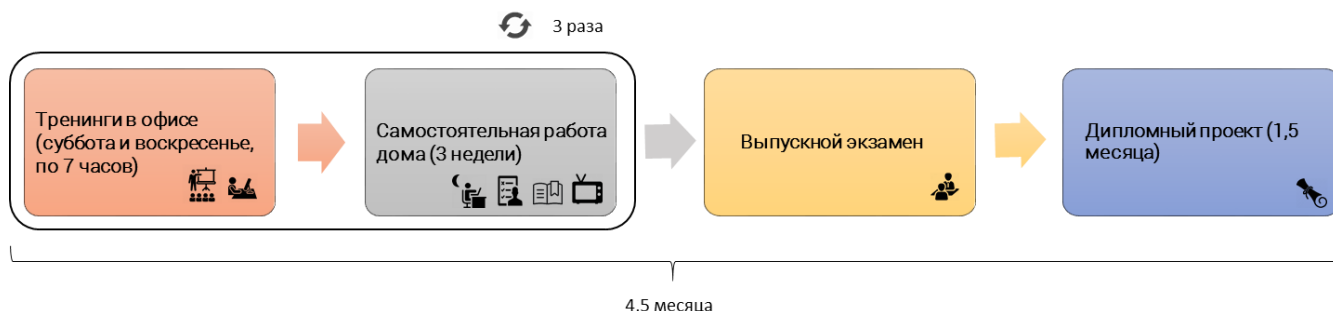 3 раза
Тренинги в офисе
(суббота и воскресенье,
по 7 часов)
Самостоятельная работа
дома (3 недели)
Выпускной экзамен
Дипломный проект (1,5
месяца)
4.5 месяца